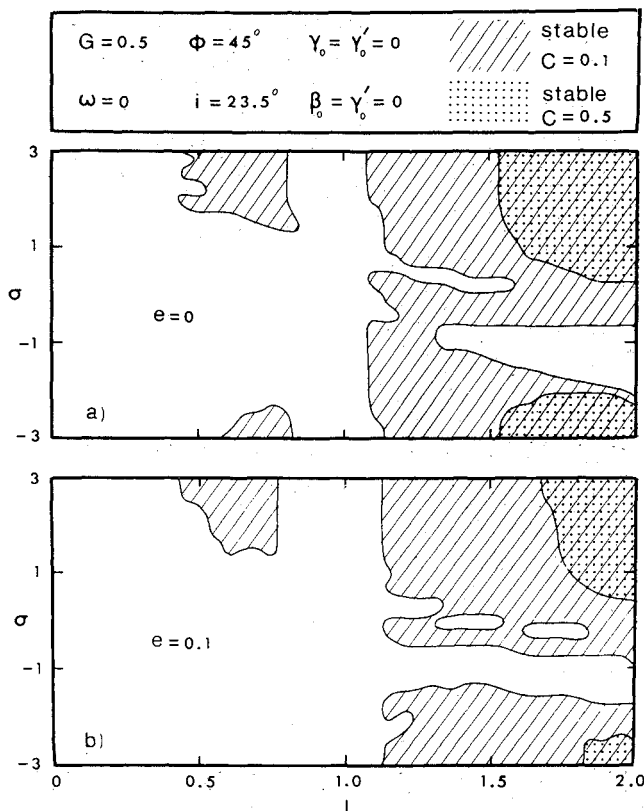 G = 0.5 Φ = 45° γ₀ = γ₀′ = 0 stable C = 0.1
ω = 0 i = 23.5° β₀ = γ₀′ = 0 stable C = 0.5
3
1
σ
e = 0
-1
a)
-3
3
1
σ
e = 0.1
-1
b)
-3
0 0.5 1.0 1.5 2.0
I